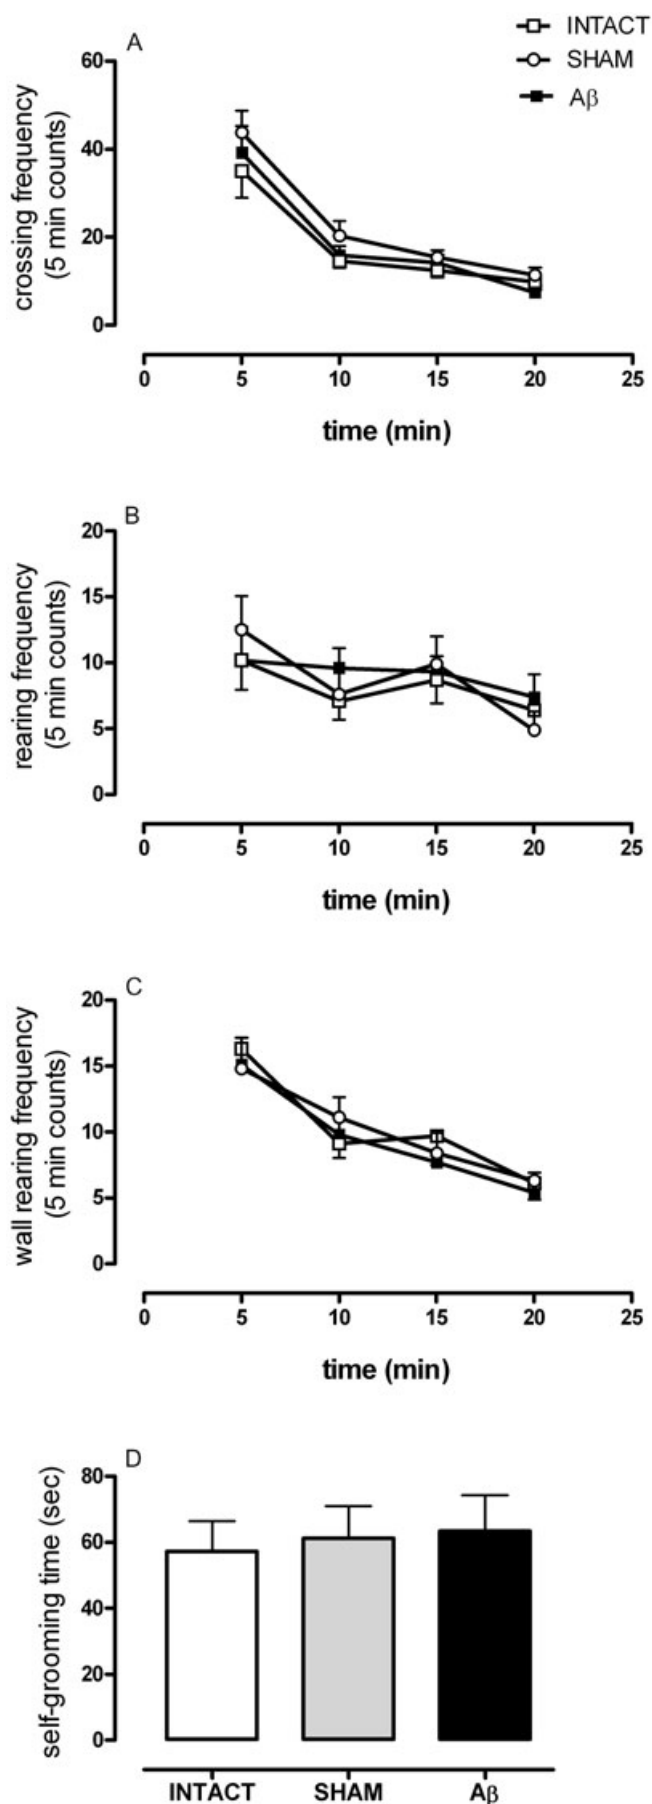 A
INTACT
SHAM
Aβ
crossing frequency
(5 min counts)
60
40
20
0
0 5 10 15 20 25
time (min)
B
rearing frequency
(5 min counts)
20
15
10
5
0
0 5 10 15 20 25
time (min)
C
wall rearing frequency
(5 min counts)
20
15
10
5
0
0 5 10 15 20 25
time (min)
D
self-grooming time (sec)
80
60
40
20
0
INTACT SHAM Aβ